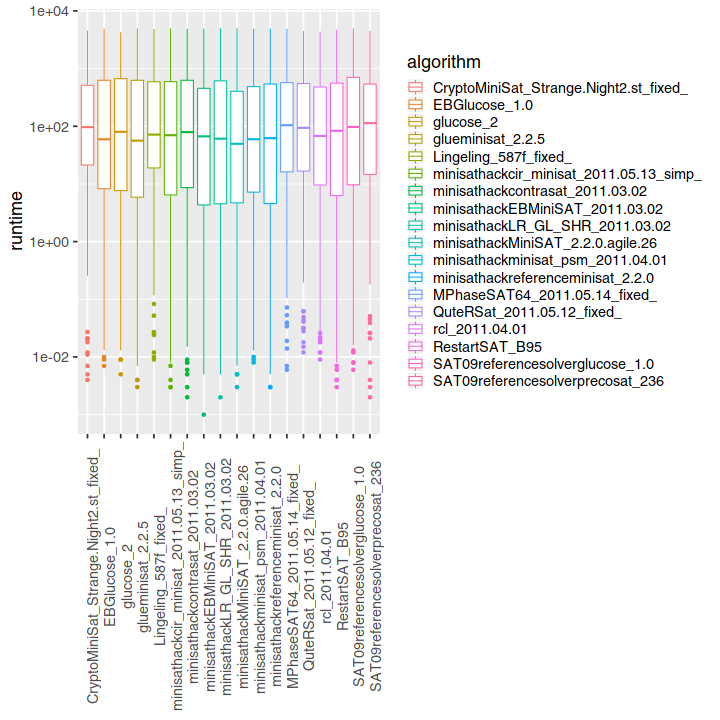 1e+04
1e+02
1e+00
1e-02
runtime
CryptoMiniSat_Strange.Night2.st_fixed_
EBGlucose_1.0
glucose_2
glueminisat_2.2.5
Lingeling_587f_fixed_
minisathackcir_minisat_2011.05.13_simp_
minisathackcontrasat_2011.03.02
minisathackEBMiniSAT_2011.03.02
minisathackLR_GL_SHR_2011.03.02
minisathackMiniSAT_2.2.0.agile.26
minisathackminisat_psm_2011.04.01
minisathackreferenceminisat_2.2.0
MPhaseSAT64_2011.05.14_fixed_
QuteRSat_2011.05.12_fixed_
rcl_2011.04.01
RestartSAT_B95
SAT09referencesolverglucose_1.0
SAT09referencesolverprecosat_236
algorithm
CryptoMiniSat_Strange.Night2.st_fixed_
EBGlucose_1.0
glucose_2
glueminisat_2.2.5
Lingeling_587f_fixed_
minisathackcir_minisat_2011.05.13_simp_
minisathackcontrasat_2011.03.02
minisathackEBMiniSAT_2011.03.02
minisathackLR_GL_SHR_2011.03.02
minisathackMiniSAT_2.2.0.agile.26
minisathackminisat_psm_2011.04.01
minisathackreferenceminisat_2.2.0
MPhaseSAT64_2011.05.14_fixed_
QuteRSat_2011.05.12_fixed_
rcl_2011.04.01
RestartSAT_B95
SAT09referencesolverglucose_1.0
SAT09referencesolverprecosat_236